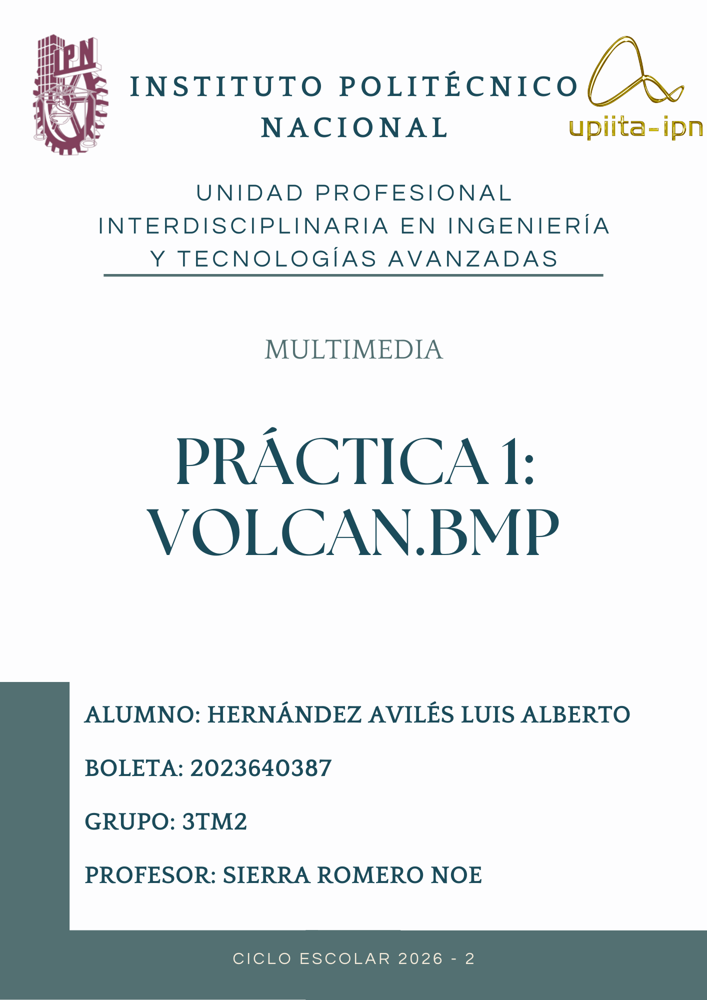 IPN
INSTITUTO POLITÉCNICO
NACIONAL
upiita-ipn
UNIDAD PROFESIONAL
INTERDISCIPLINARIA EN INGENIERÍA
Y TECNOLOGÍAS AVANZADAS
MULTIMEDIA
PRÁCTICA 1:
VOLCAN.BMP
ALUMNO: HERNÁNDEZ AVILÉS LUIS ALBERTO
BOLETA: 2023640387
GRUPO: 3TM2
PROFESOR: SIERRA ROMERO NOE
CICLO ESCOLAR 2026 - 2